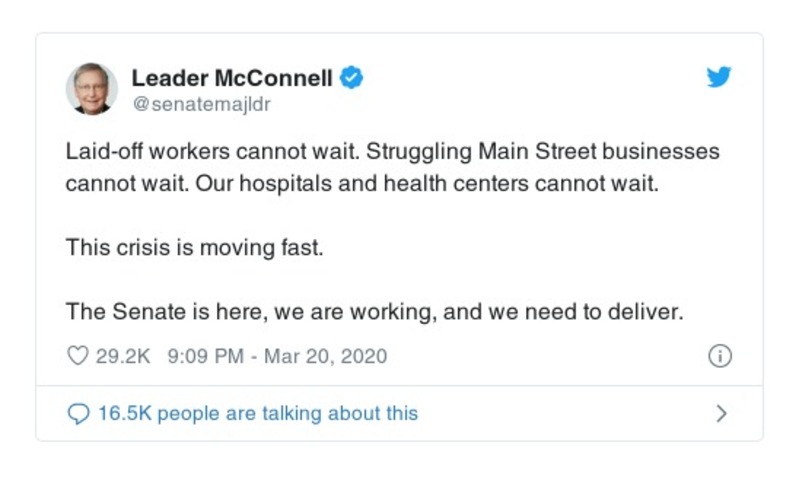 Leader McConnell
@senatemajldr
Laid-off workers cannot wait. Struggling Main Street businesses
cannot wait. Our hospitals and health centers cannot wait.
This crisis is moving fast.
The Senate is here, we are working, and we need to deliver.
29.2K 9:09 PM - Mar 20, 2020
16.5K people are talking about this